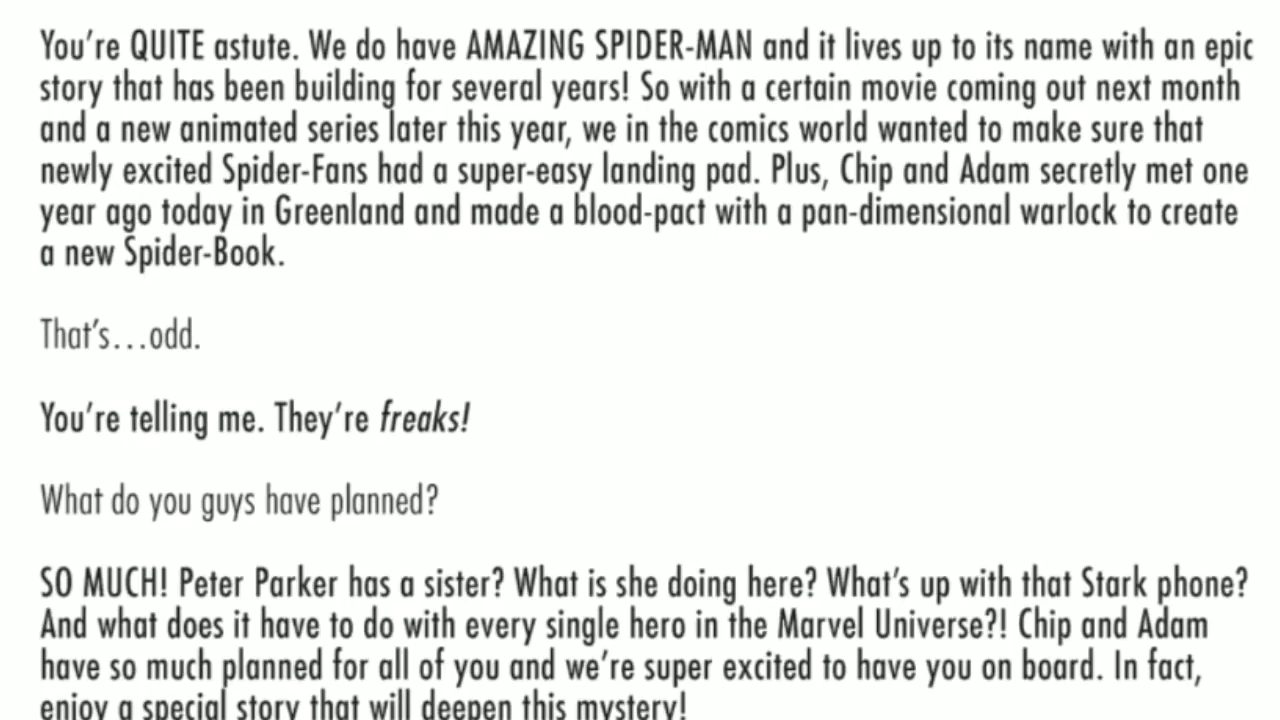 You're QUITE astute. We do have AMAZING SPIDER-MAN and it lives up to its name with an epic
story that has been building for several years! So with a certain movie coming out next month
and a new animated series later this year, we in the comics world wanted to make sure that
newly excited Spider-Fans had a super-easy landing pad. Plus, Chip and Adam secretly met one
year ago today in Greenland and made a blood-pact with a pan-dimensional warlock to create
a new Spider-Book.
That's...odd.
You're telling me. They're freaks!
What do you guys have planned?
SO MUCH! Peter Parker has a sister? What is she doing here? What's up with that Stark phone?
And what does it have to do with every single hero in the Marvel Universe?! Chip and Adam
have so much planned for all of you and we're super excited to have you on board. In fact,
enjoy a special story that will deepen this mystery!